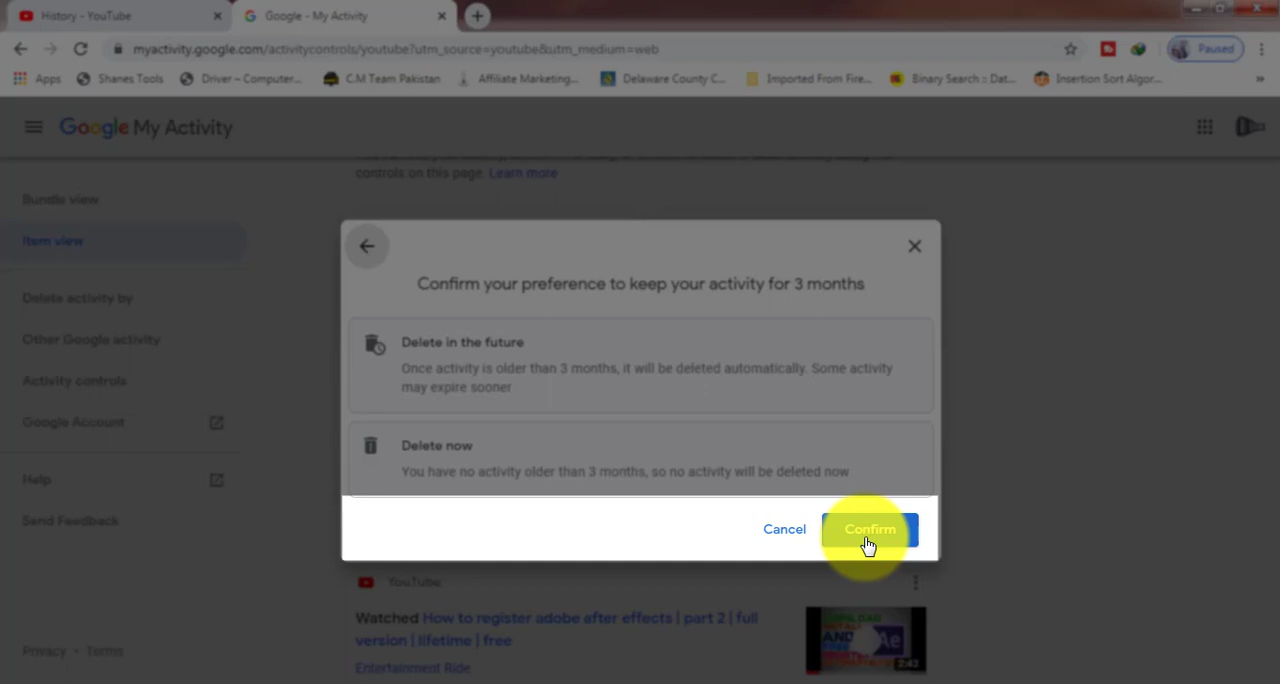 History - YouTube
Google - My Activity
myactivity.google.com/activitycontrols/youtube?utm_source=youtube&utm_medium=web
Paused
Apps
Shanes Tools
Driver – Computer...
C.M Team Pakistan
Affiliate Marketing...
Delaware County C...
Imported From Fire...
Binary Search :: Dat...
Insertion Sort Algor...
»
Google My Activity
controls on this page. Learn more
Bundle view
Item view
Delete activity by
Other Google activity
Activity controls
Google Account
Help
Send Feedback
Confirm your preference to keep your activity for 3 months
Delete in the future
Once activity is older than 3 months, it will be deleted automatically. Some activity
may expire sooner
Delete now
You have no activity older than 3 months, so no activity will be deleted now
Cancel
Confirm
YouTube
Watched How to register adobe after effects | part 2 | full
version | lifetime | free
Entertainment Ride
Ae
2:43
Privacy • Terms